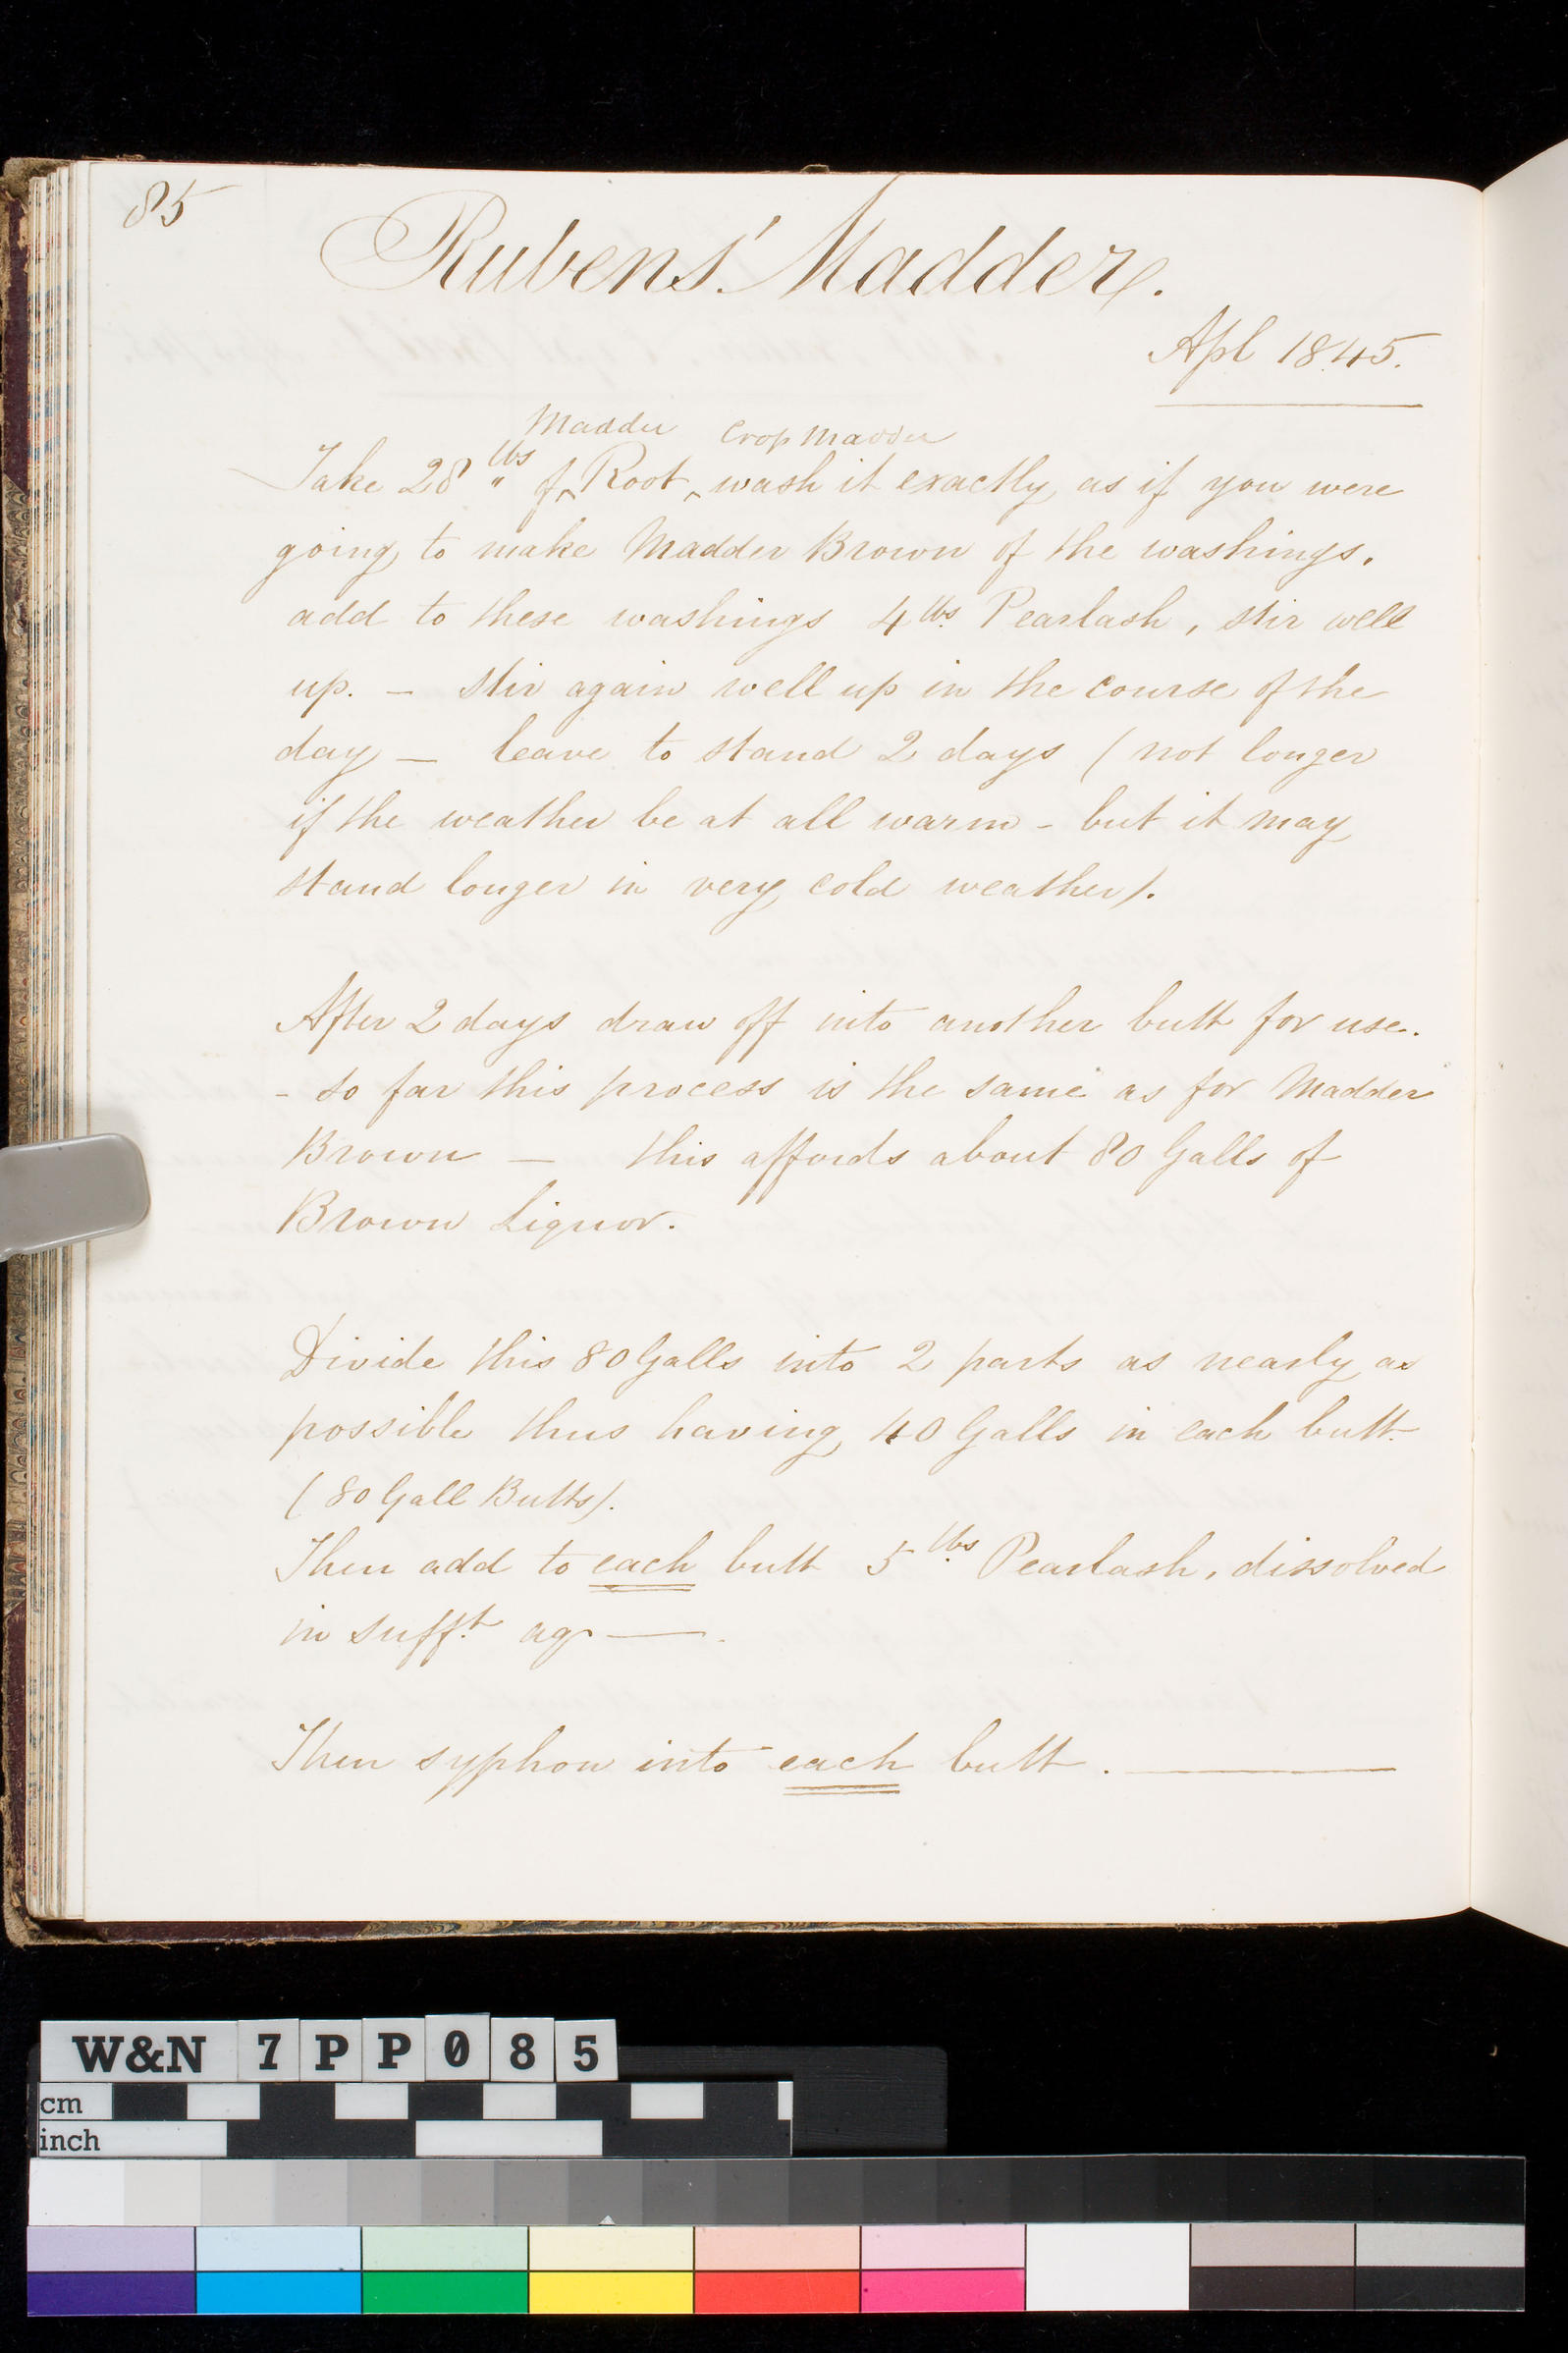 85
Rubens' Madder.
Apl 1845.
Madder Crop Madder
Take 28 lbs " of ^ Root ^ wash it exactly as if you were
going to make Madder Brown of the washings.
add to these washings 4 lbs Pearlash, stir well
up. - stir again well up in the course of the
day - leave to stand 2 days ( not longer
if the weather be at all warm - but it may
stand longer in very cold weather).
After 2 days draw off into another butt for use.
- so far this process is the same as for Madder
Brown - this affords about 80 Galls of
Brown Liquor.
Divide this 80 Galls into 2 parts as nearly as
possible thus having 40 Galls in each butt.
( 80 Gall Butts).
Then add to each butt 5 lbs Pearlash, dissolved
in sufft. aq - .
Then syphon into each butt. -
W&N 7PP085
cm
inch